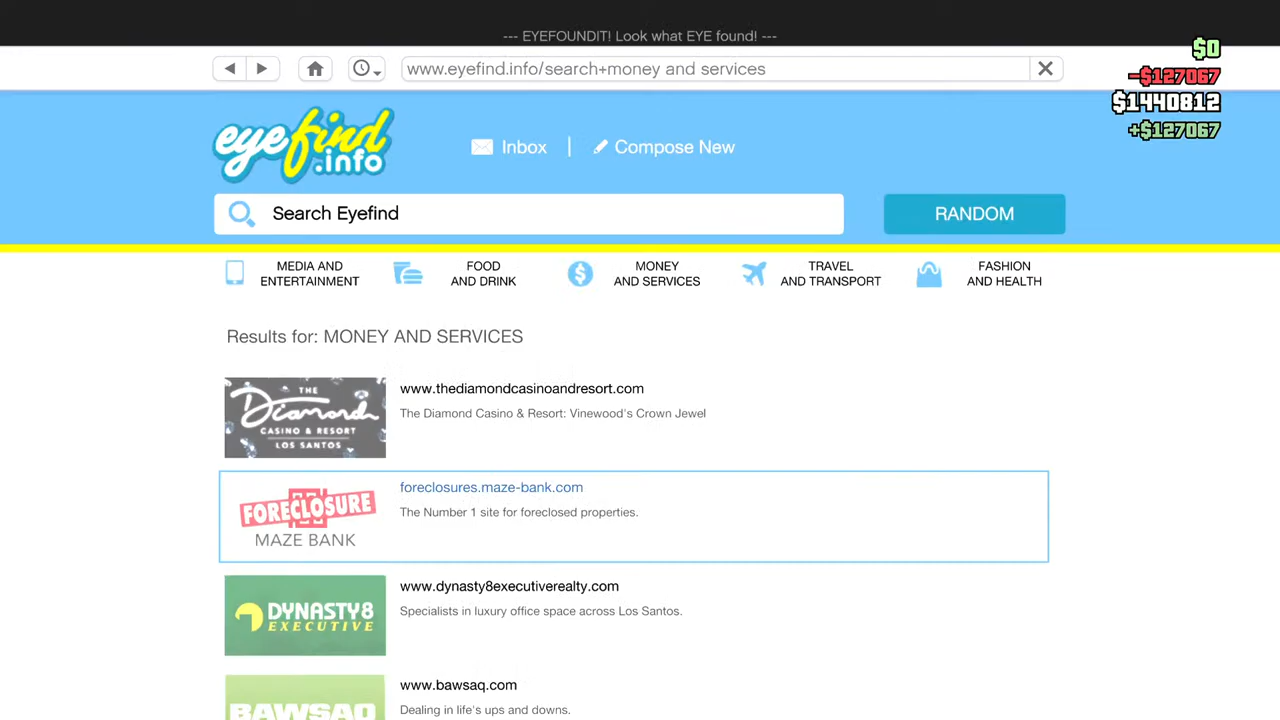 --- EYEFOUNDIT! Look what EYE found! ---
www.eyefind.info/search+money and services
$0
-$127067
$1440812
+$127067
eyefind
.info
Inbox
Compose New
Search Eyefind
RANDOM
MEDIA AND
ENTERTAINMENT
FOOD
AND DRINK
MONEY
AND SERVICES
TRAVEL
AND TRANSPORT
FASHION
AND HEALTH
Results for: MONEY AND SERVICES
THE
Diamond
CASINO & RESORT
LOS SANTOS
www.thediamondcasinoandresort.com
The Diamond Casino & Resort: Vinewood's Crown Jewel
FORECLOSURE
MAZE BANK
foreclosures.maze-bank.com
The Number 1 site for foreclosed properties.
DYNASTY8
EXECUTIVE
www.dynasty8executiverealty.com
Specialists in luxury office space across Los Santos.
BAWSAQ
www.bawsaq.com
Dealing in life's ups and downs.